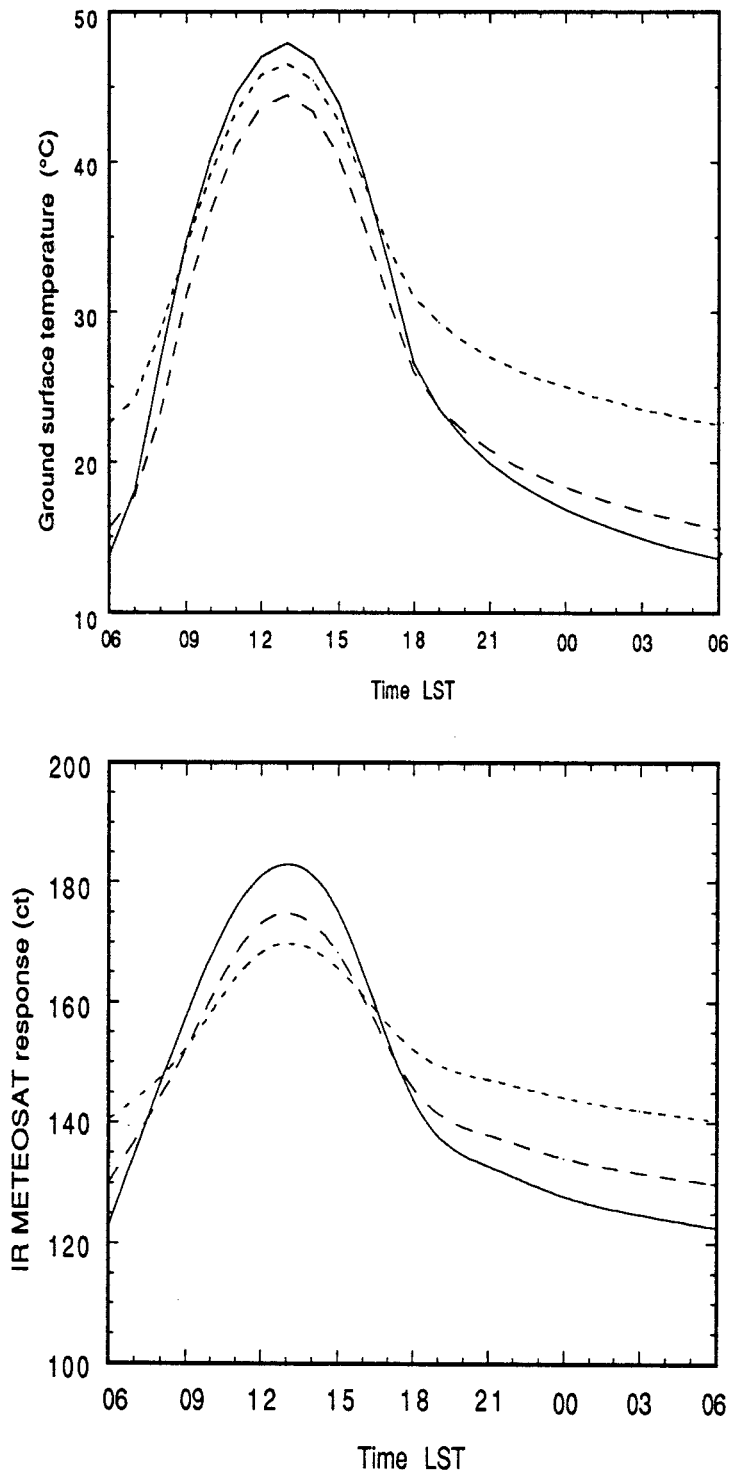 Ground surface temperature (°C)
50
40
30
20
10
06 09 12 15 18 21 00 03 06
Time LST
IR METEOSAT response (ct)
200
180
160
140
120
100
06 09 12 15 18 21 00 03 06
Time LST